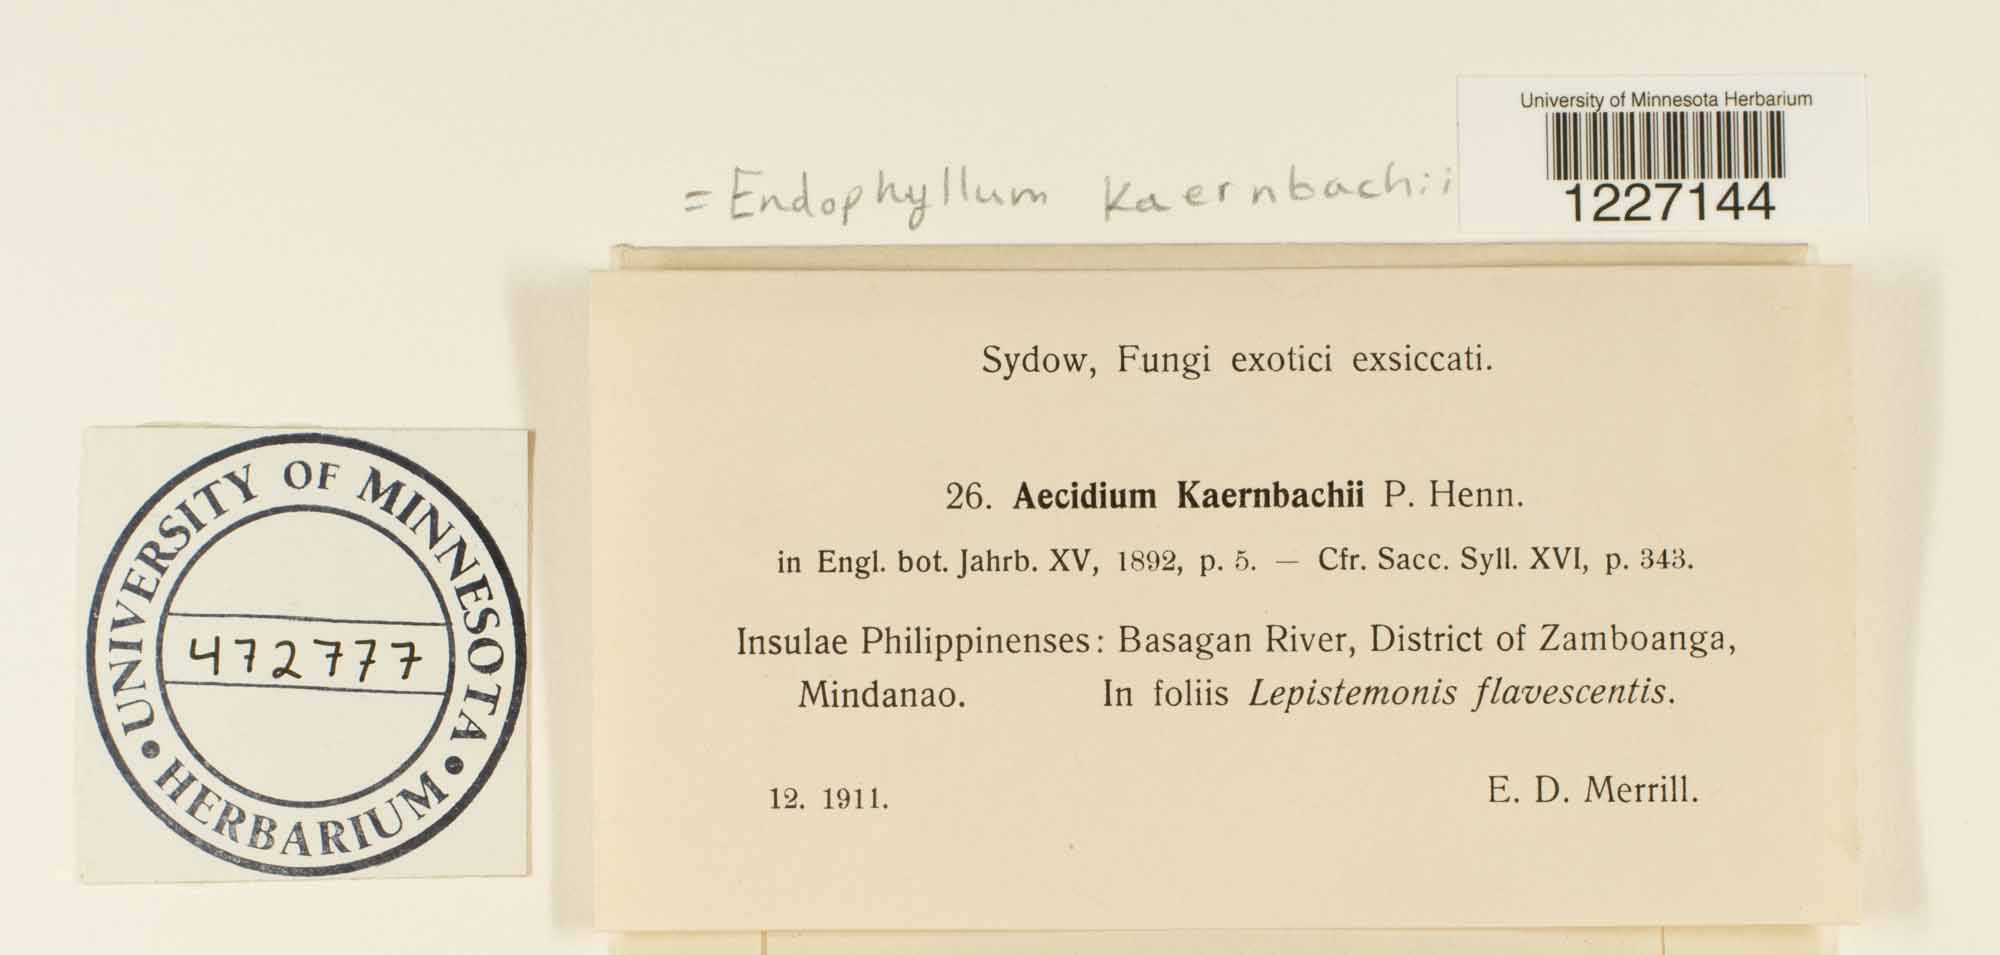 University of Minnesota Herbarium
1227144
= Endophyllum Kaernbachii
Sydow, Fungi exotici exsiccati.
26. Aecidium Kaernbachii P. Henn.
in Engl. bot. Jahrb. XV, 1892, p. 5. — Cfr. Sacc. Syll. XVI, p. 343.
Insulae Philippinenses: Basagan River, District of Zamboanga,
Mindanao. In foliis Lepistemonis flavescentis.
12. 1911. E. D. Merrill.
UNIVERSITY OF MINNESOTA
472777
• HERBARIUM •